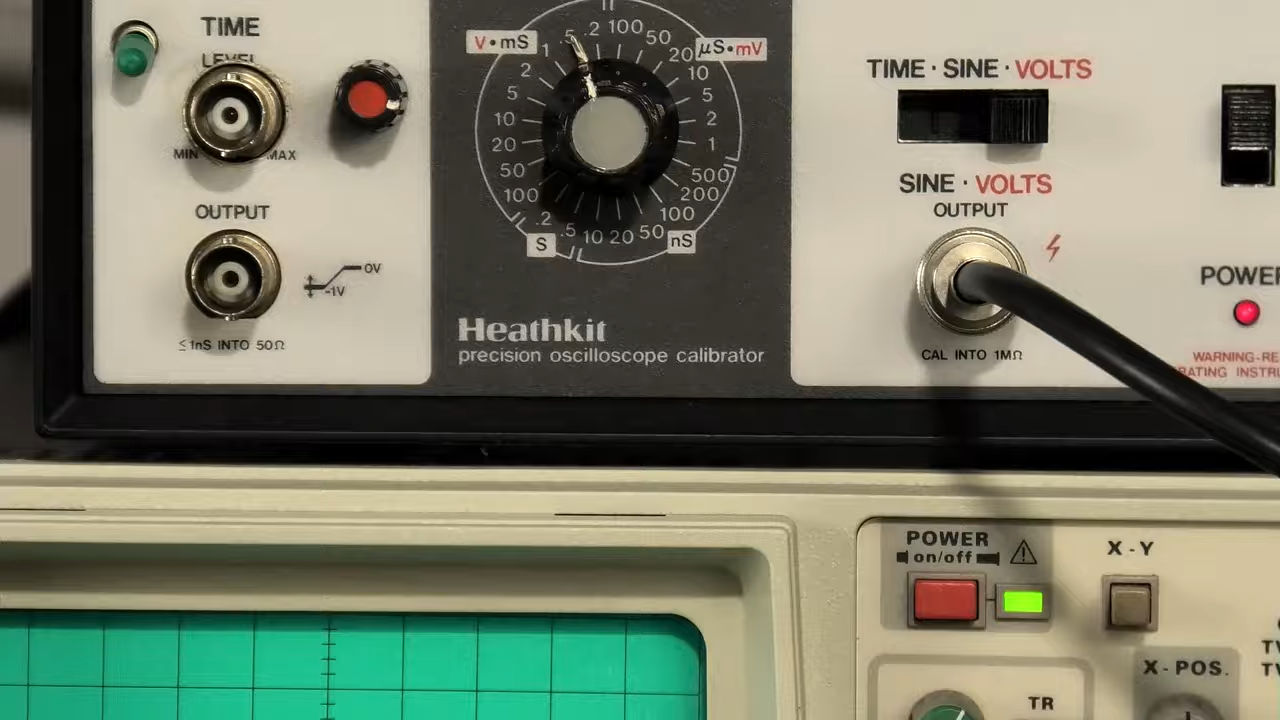 TIME
LEVEL
MIN MAX
OUTPUT
0V
-1V
≤1nS INTO 50Ω
V•mS
µS•mV
.5 .2 100 50 20 10 5 2 1 500 200 100 50 20 10 .5 .2 100 50 20 10 5 2 1
S
nS
Heathkit
precision oscilloscope calibrator
TIME · SINE · VOLTS
SINE · VOLTS
OUTPUT
CAL INTO 1MΩ
POWER
WARNING-RE
RATING INSTRU
POWER
on/off
X-Y
X-POS.
TR
TV
TV